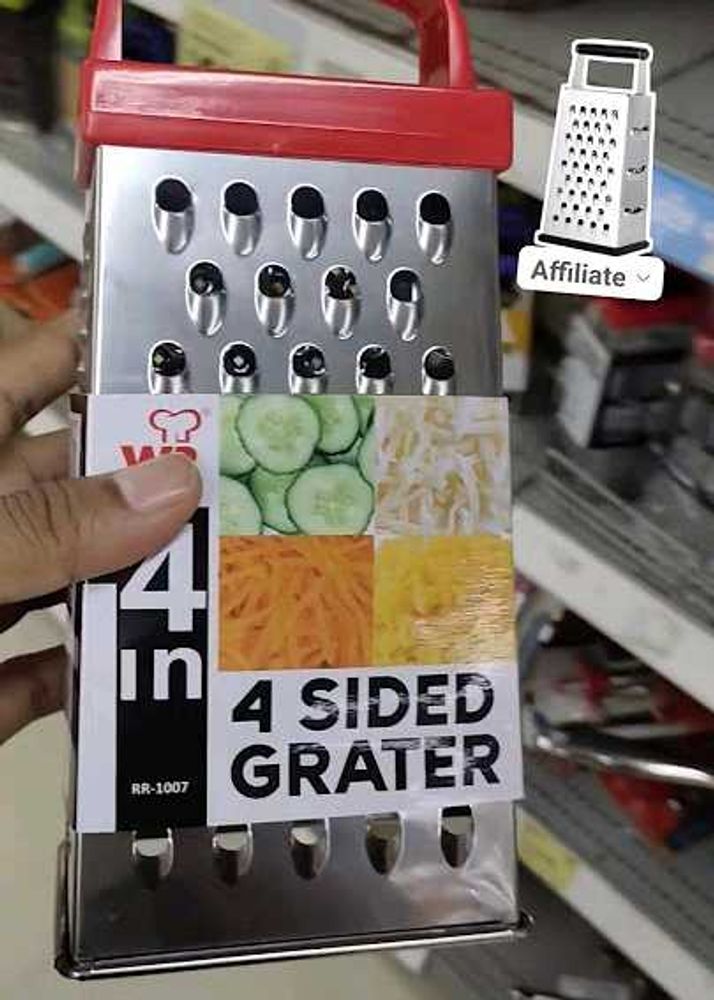 Affiliate
4
in
RR-1007
4 SIDED
GRATER